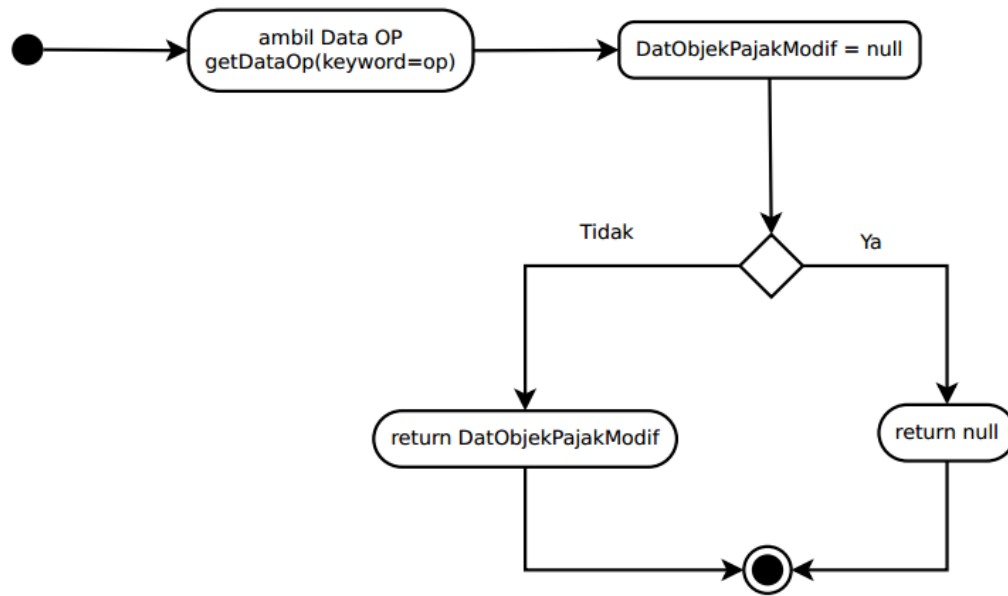 ambil Data OP
getDataOp(keyword=op)
DatObjekPajakModif = null
Tidak
Ya
return DatObjekPajakModif
return null